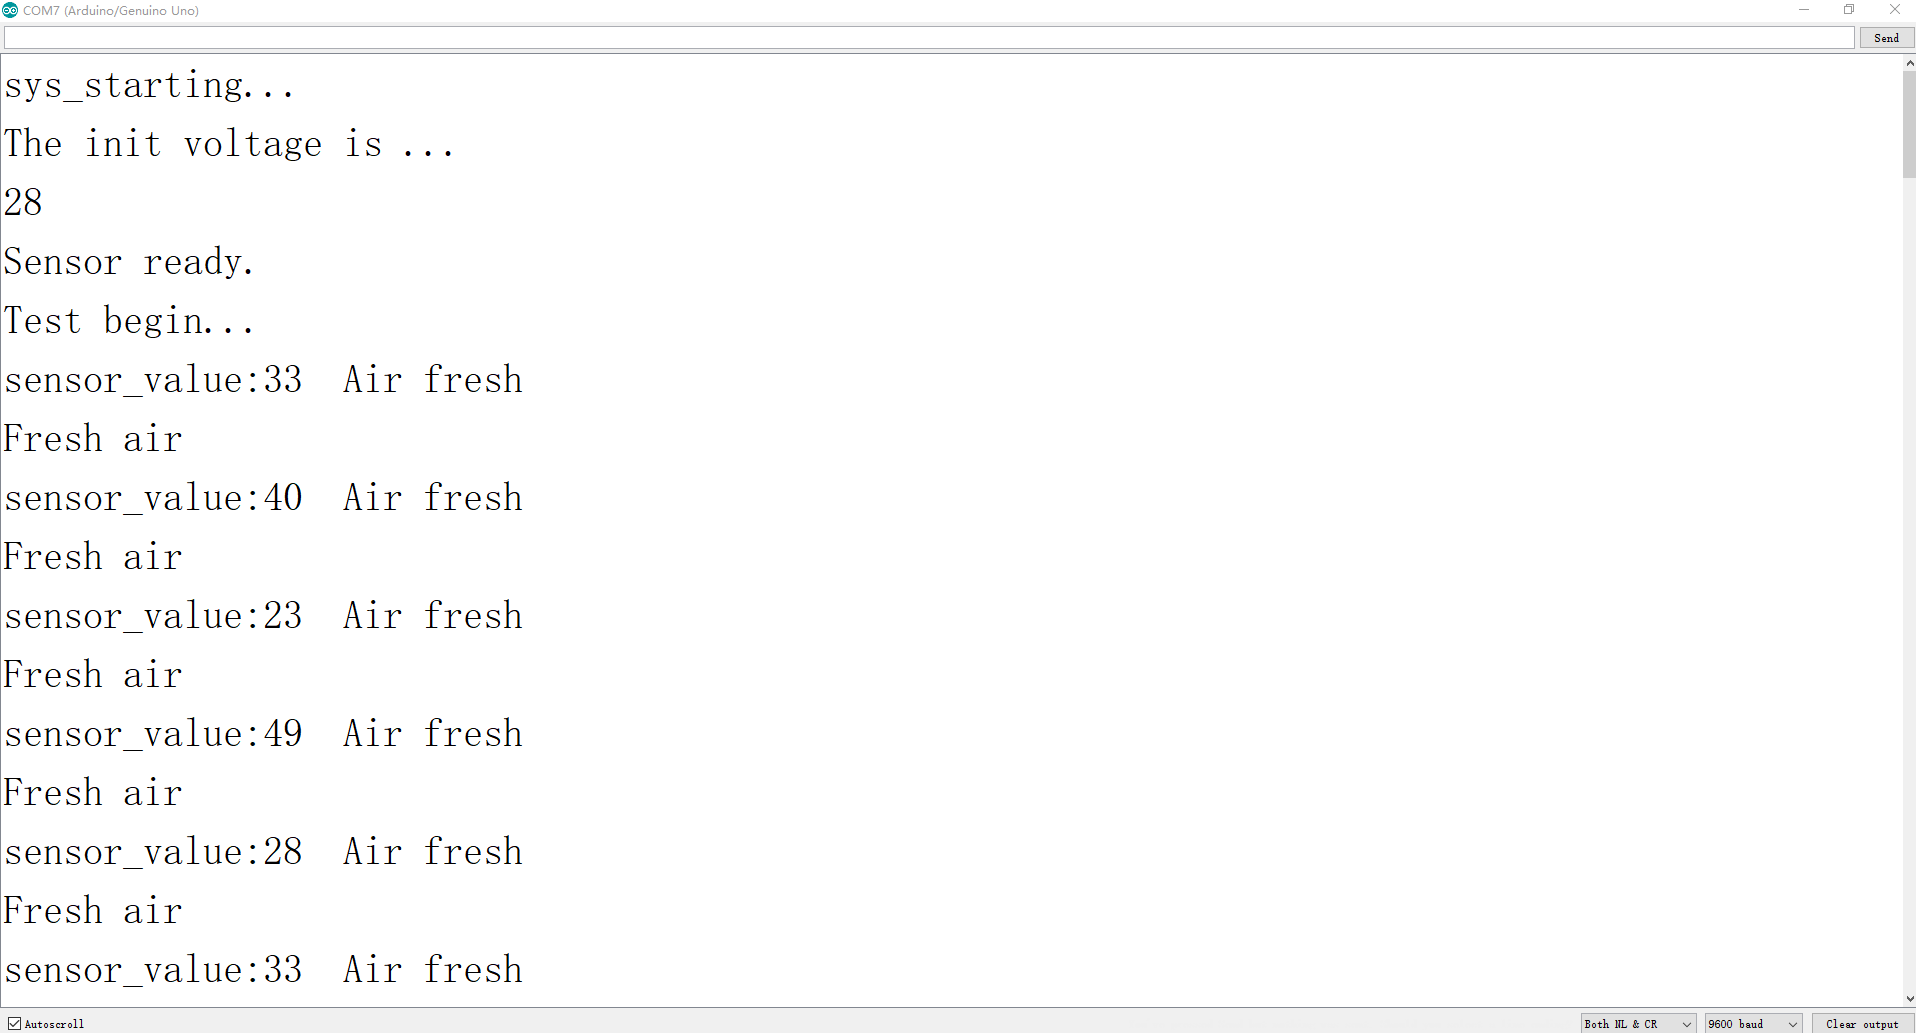 COM7 (Arduino/Genuino Uno)
Send
sys_starting...
The init voltage is ...
28
Sensor ready.
Test begin...
sensor_value:33  Air fresh
Fresh air
sensor_value:40  Air fresh
Fresh air
sensor_value:23  Air fresh
Fresh air
sensor_value:49  Air fresh
Fresh air
sensor_value:28  Air fresh
Fresh air
sensor_value:33  Air fresh
Autoscroll
Both NL & CR
9600 baud
Clear output